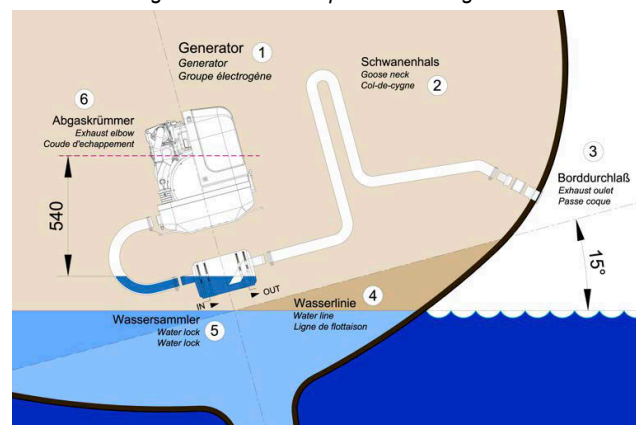 Generator
Generator
Groupe électrogène
1
Schwanenhals
Goose neck
Col-de-cygne
2
6
Abgaskrümmer
Exhaust elbow
Coude d'echappement
3
Borddurchlaß
Exhaust oulet
Passe coque
540
15°
IN
OUT
Wasserlinie
Water line
Ligne de flottaison
4
Wassersammler
Water lock
Water lock
5